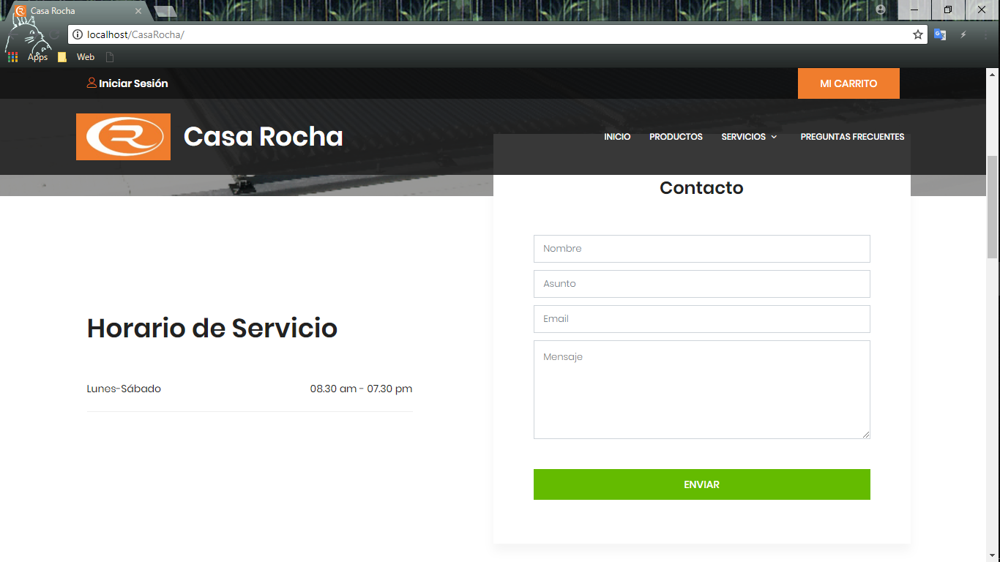 Casa Rocha
localhost/CasaRocha/
Apps
Web
Iniciar Sesión
MI CARRITO
R
Casa Rocha
INICIO
PRODUCTOS
SERVICIOS
PREGUNTAS FRECUENTES
Contacto
Nombre
Asunto
Email
Mensaje
ENVIAR
Horario de Servicio
Lunes-Sábado
08.30 am - 07.30 pm